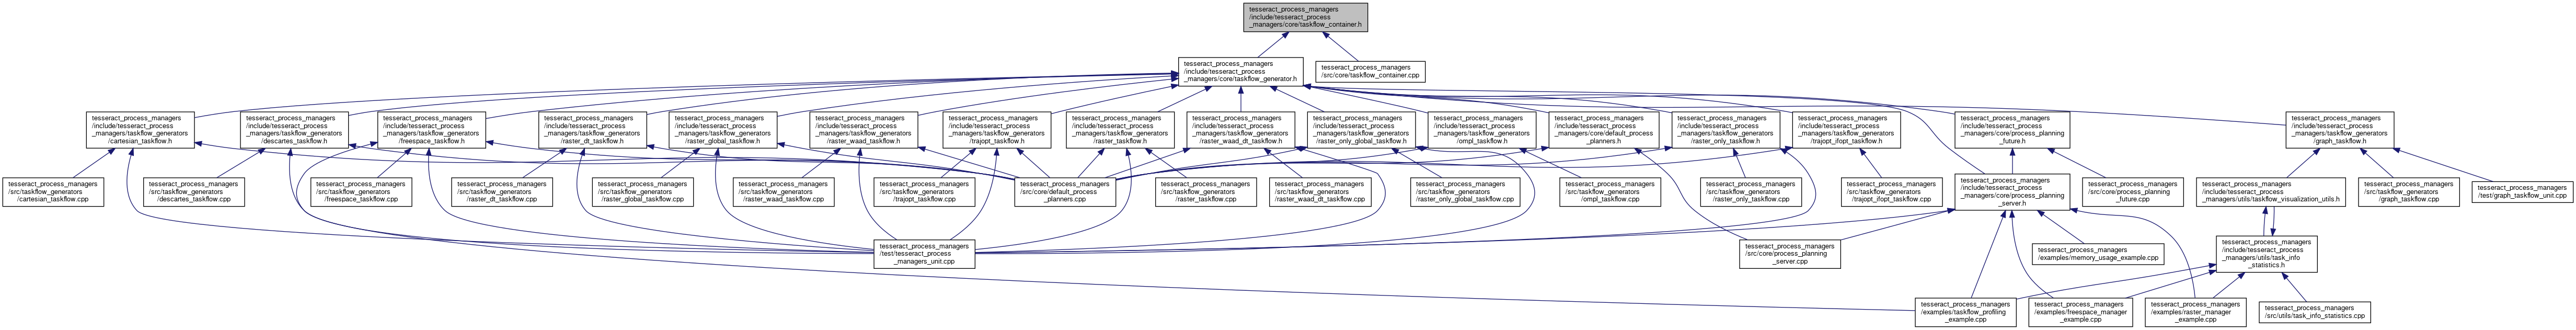 tesseract_process_managers
/include/tesseract_process
_managers/core/taskflow_container.h
tesseract_process_managers
/include/tesseract_process
_managers/core/taskflow_generator.h
tesseract_process_managers
/src/core/taskflow_container.cpp
tesseract_process_managers
/include/tesseract_process
_managers/taskflow_generators
/cartesian_taskflow.h
tesseract_process_managers
/include/tesseract_process
_managers/taskflow_generators
/descartes_taskflow.h
tesseract_process_managers
/include/tesseract_process
_managers/taskflow_generators
/freespace_taskflow.h
tesseract_process_managers
/include/tesseract_process
_managers/taskflow_generators
/raster_dt_taskflow.h
tesseract_process_managers
/include/tesseract_process
_managers/taskflow_generators
/raster_global_taskflow.h
tesseract_process_managers
/include/tesseract_process
_managers/taskflow_generators
/raster_waad_taskflow.h
tesseract_process_managers
/include/tesseract_process
_managers/taskflow_generators
/trajopt_taskflow.h
tesseract_process_managers
/include/tesseract_process
_managers/taskflow_generators
/raster_taskflow.h
tesseract_process_managers
/include/tesseract_process
_managers/taskflow_generators
/raster_waad_dt_taskflow.h
tesseract_process_managers
/include/tesseract_process
_managers/taskflow_generators
/raster_only_global_taskflow.h
tesseract_process_managers
/include/tesseract_process
_managers/taskflow_generators
/ompl_taskflow.h
tesseract_process_managers
/include/tesseract_process
_managers/core/default_process
_planners.h
tesseract_process_managers
/include/tesseract_process
_managers/taskflow_generators
/raster_only_taskflow.h
tesseract_process_managers
/include/tesseract_process
_managers/taskflow_generators
/trajopt_ifopt_taskflow.h
tesseract_process_managers
/include/tesseract_process
_managers/core/process_planning
_future.h
tesseract_process_managers
/include/tesseract_process
_managers/taskflow_generators
/graph_taskflow.h
tesseract_process_managers
/src/taskflow_generators
/cartesian_taskflow.cpp
tesseract_process_managers
/src/taskflow_generators
/descartes_taskflow.cpp
tesseract_process_managers
/src/taskflow_generators
/freespace_taskflow.cpp
tesseract_process_managers
/src/taskflow_generators
/raster_dt_taskflow.cpp
tesseract_process_managers
/src/taskflow_generators
/raster_global_taskflow.cpp
tesseract_process_managers
/src/taskflow_generators
/raster_waad_taskflow.cpp
tesseract_process_managers
/src/taskflow_generators
/trajopt_taskflow.cpp
tesseract_process_managers
/src/core/default_process
_planners.cpp
tesseract_process_managers
/src/taskflow_generators
/raster_taskflow.cpp
tesseract_process_managers
/src/taskflow_generators
/raster_waad_dt_taskflow.cpp
tesseract_process_managers
/src/taskflow_generators
/raster_only_global_taskflow.cpp
tesseract_process_managers
/src/taskflow_generators
/ompl_taskflow.cpp
tesseract_process_managers
/src/taskflow_generators
/raster_only_taskflow.cpp
tesseract_process_managers
/src/taskflow_generators
/trajopt_ifopt_taskflow.cpp
tesseract_process_managers
/include/tesseract_process
_managers/core/process_planning
_server.h
tesseract_process_managers
/src/core/process_planning
_future.cpp
tesseract_process_managers
/include/tesseract_process
_managers/utils/taskflow_visualization_utils.h
tesseract_process_managers
/src/taskflow_generators
/graph_taskflow.cpp
tesseract_process_managers
/test/graph_taskflow_unit.cpp
tesseract_process_managers
/test/tesseract_process
_managers_unit.cpp
tesseract_process_managers
/src/core/process_planning
_server.cpp
tesseract_process_managers
/examples/memory_usage_example.cpp
tesseract_process_managers
/include/tesseract_process
_managers/utils/task_info
_statistics.h
tesseract_process_managers
/examples/taskflow_profiling
_example.cpp
tesseract_process_managers
/examples/freespace_manager
_example.cpp
tesseract_process_managers
/examples/raster_manager
_example.cpp
tesseract_process_managers
/src/utils/task_info_statistics.cpp